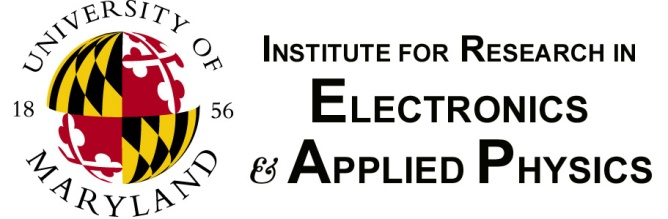 UNIVERSITY OF
18 56
MARYLAND
INSTITUTE FOR RESEARCH IN
ELECTRONICS
& APPLIED PHYSICS